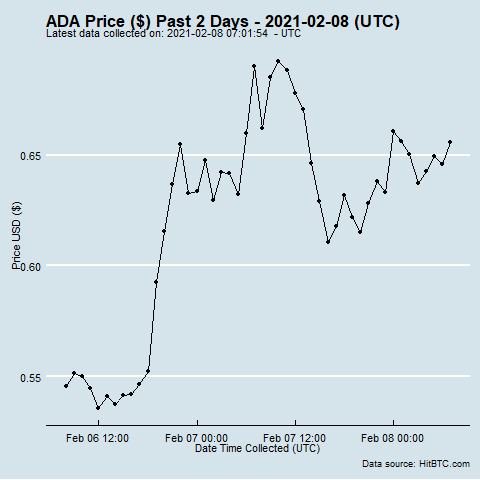 ADA Price ($) Past 2 Days - 2021-02-08 (UTC)
Latest data collected on: 2021-02-08 07:01:54 - UTC
Price USD ($)
0.65
0.60
0.55
Feb 06 12:00 Feb 07 00:00 Feb 07 12:00 Feb 08 00:00
Date Time Collected (UTC)
Data source: HitBTC.com